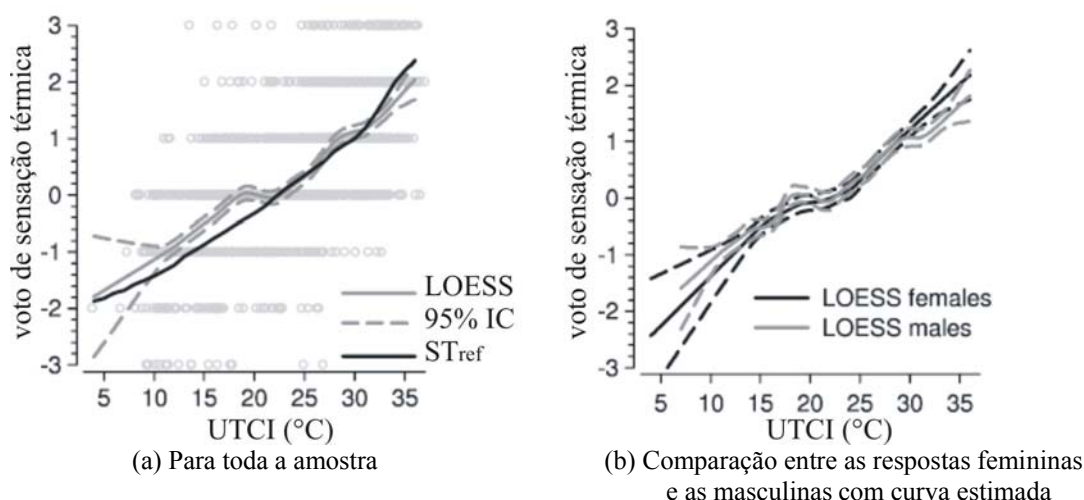 voto de sensação térmica
3
2
1
0
-1
-2
-3
5 10 15 20 25 30 35
UTCI (°C)
LOESS
95% IC
STref
(a) Para toda a amostra
voto de sensação térmica
3
2
1
0
-1
-2
-3
5 10 15 20 25 30 35
UTCI (°C)
LOESS females
LOESS males
(b) Comparação entre as respostas femininas
e as masculinas com curva estimada